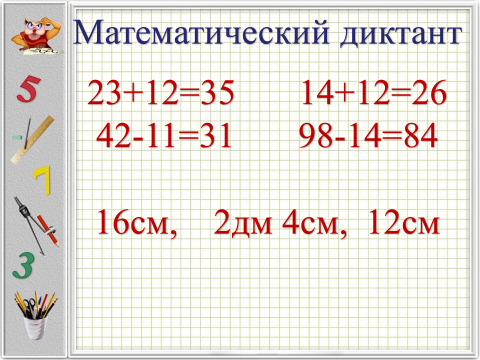 Математический диктант
23+12=35 14+12=26
42-11=31 98-14=84
16см, 2дм 4см, 12см
5
7
3